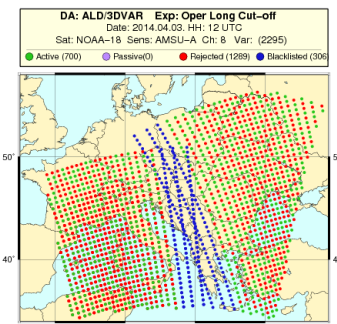 DA: ALD/3DVAR Exp: Oper Long Cut-off
Date: 2014.04.03. HH: 12 UTC
Sat: NOAA-18 Sens: AMSU-A Ch: 8 Var: (2295)
Active (700) Passive(0) Rejected (1289) Blacklisted (306
50˚ 5
40˚ 4